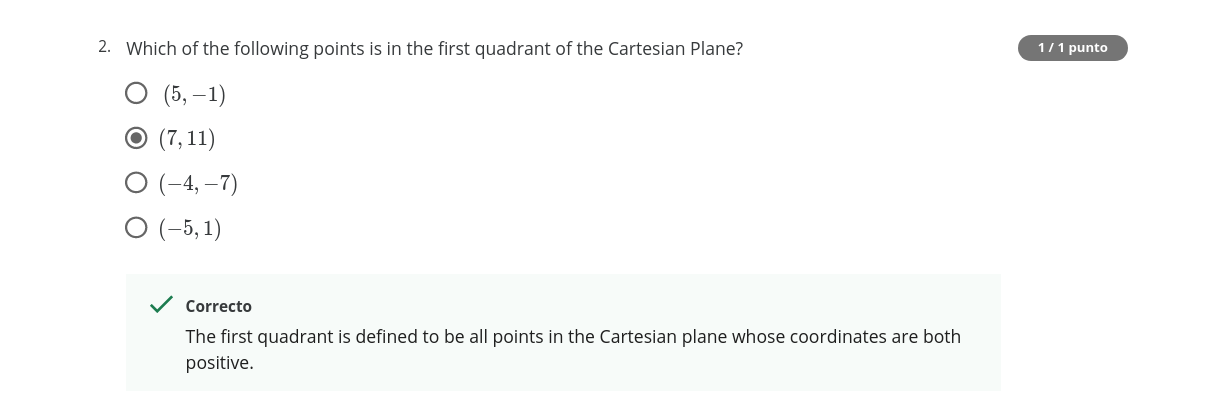 2. Which of the following points is in the first quadrant of the Cartesian Plane?
1 / 1 punto
(5, −1)
(7, 11)
(−4, −7)
(−5, 1)
Correcto
The first quadrant is defined to be all points in the Cartesian plane whose coordinates are both
positive.